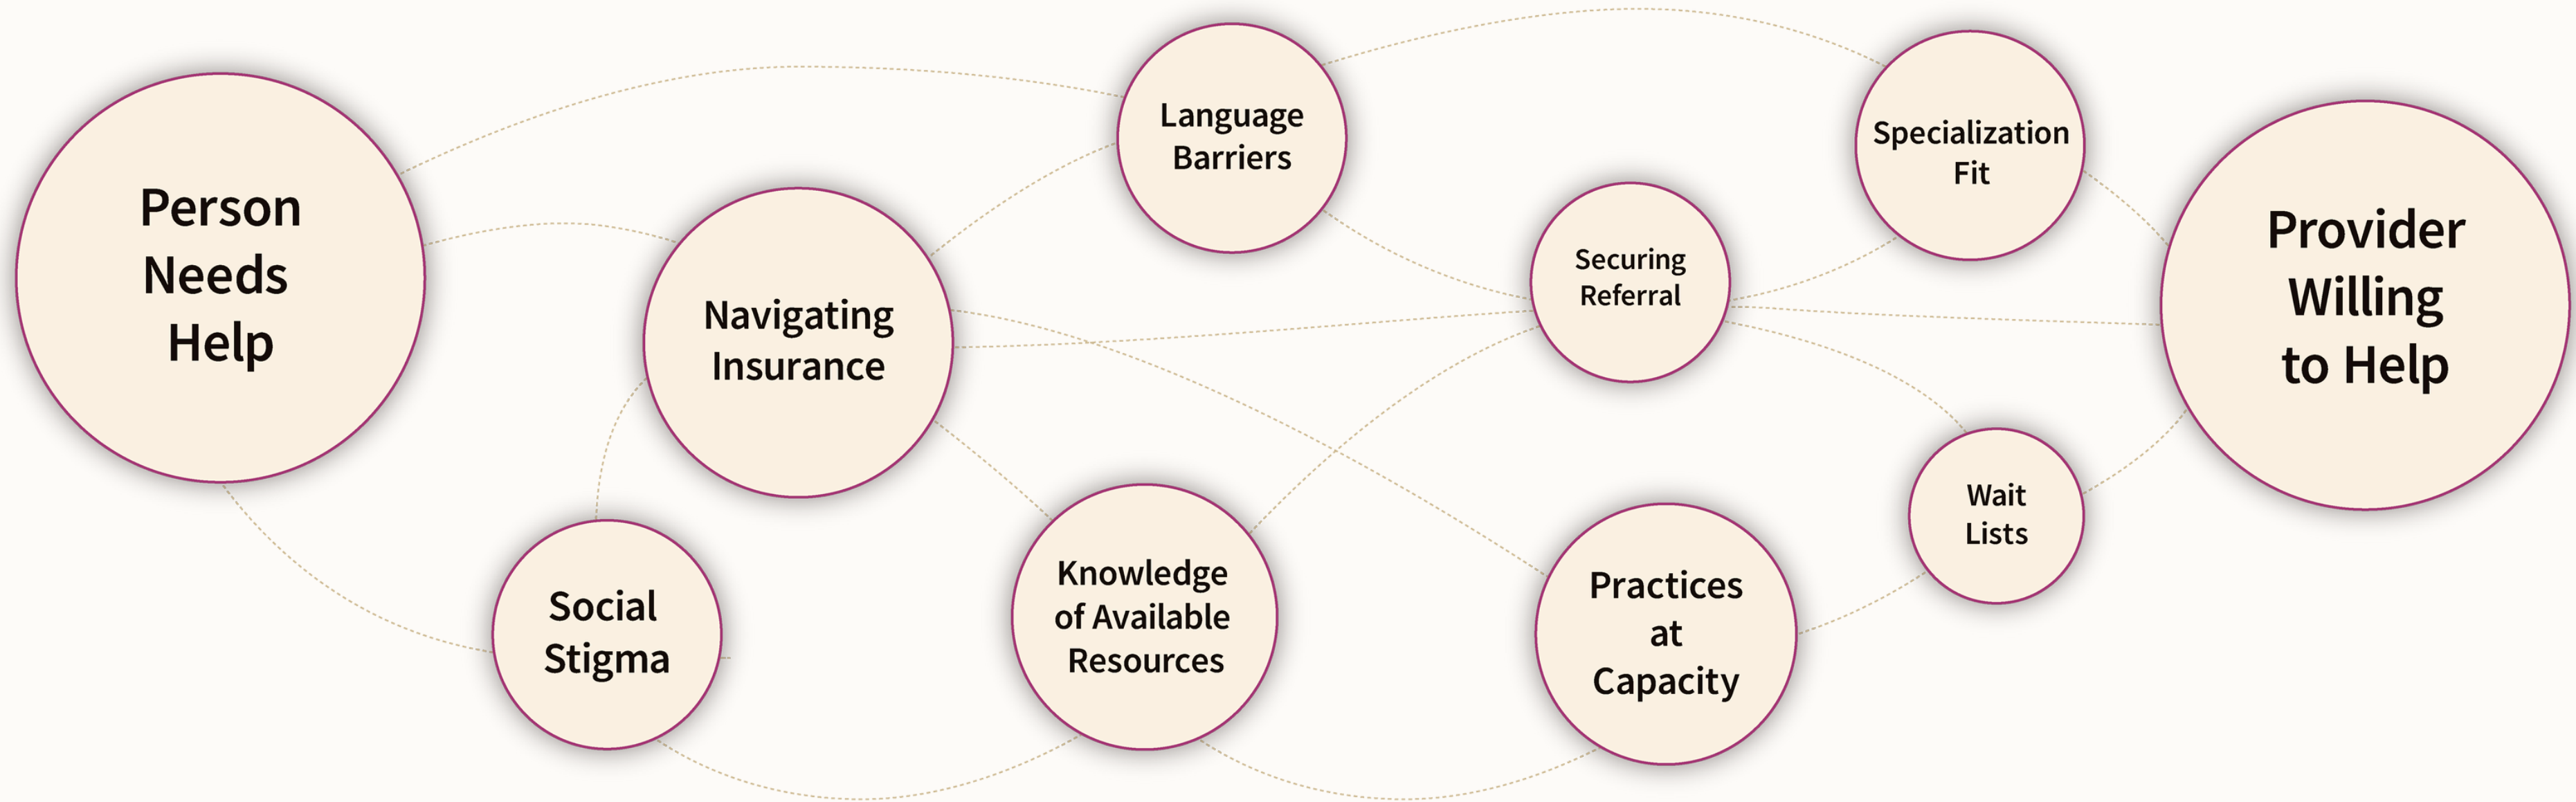 Person
Needs
Help
Navigating
Insurance
Social
Stigma
Language
Barriers
Knowledge
of Available
Resources
Securing
Referral
Practices
at
Capacity
Specialization
Fit
Wait
Lists
Provider
Willing
to Help